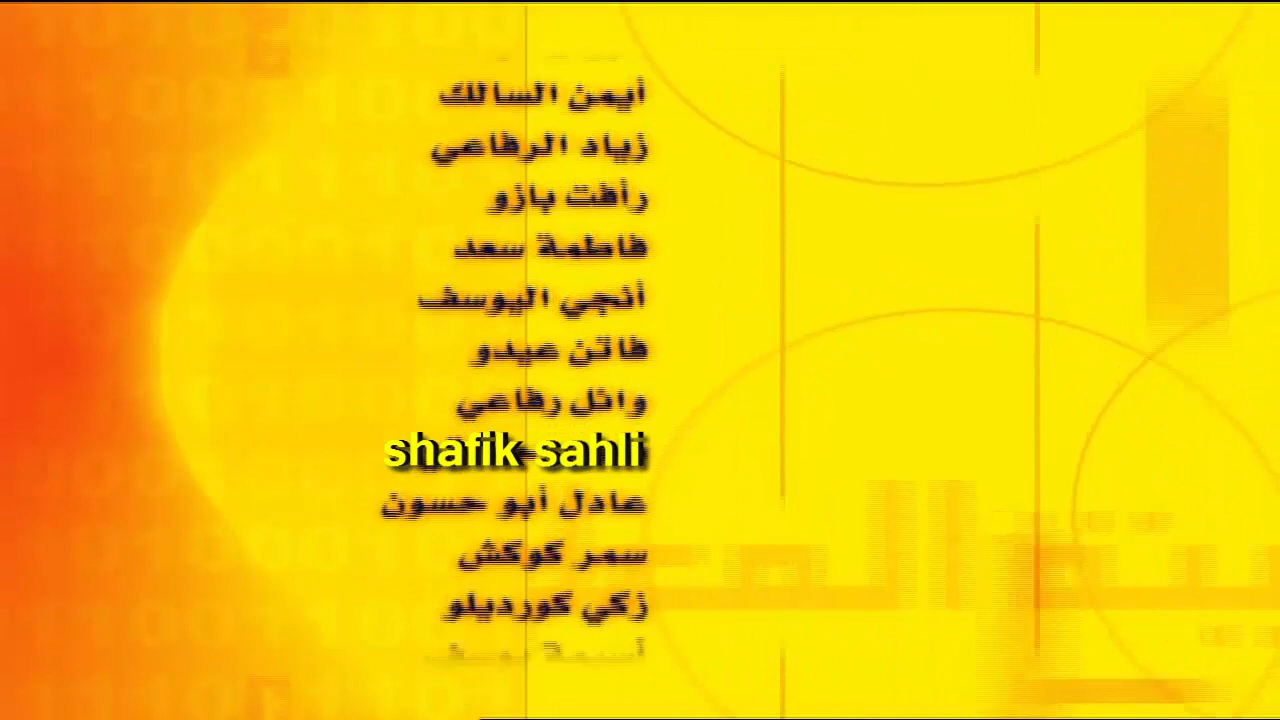 أيمن السالك
زياد الرفاعي
رأفت بازو
فاطمة سعد
أنجي اليوسف
فاتن عيدو
وائل رفاعي
shafik sahli
عادل أبو حسون
سمر كوكش
زكي كورديلو